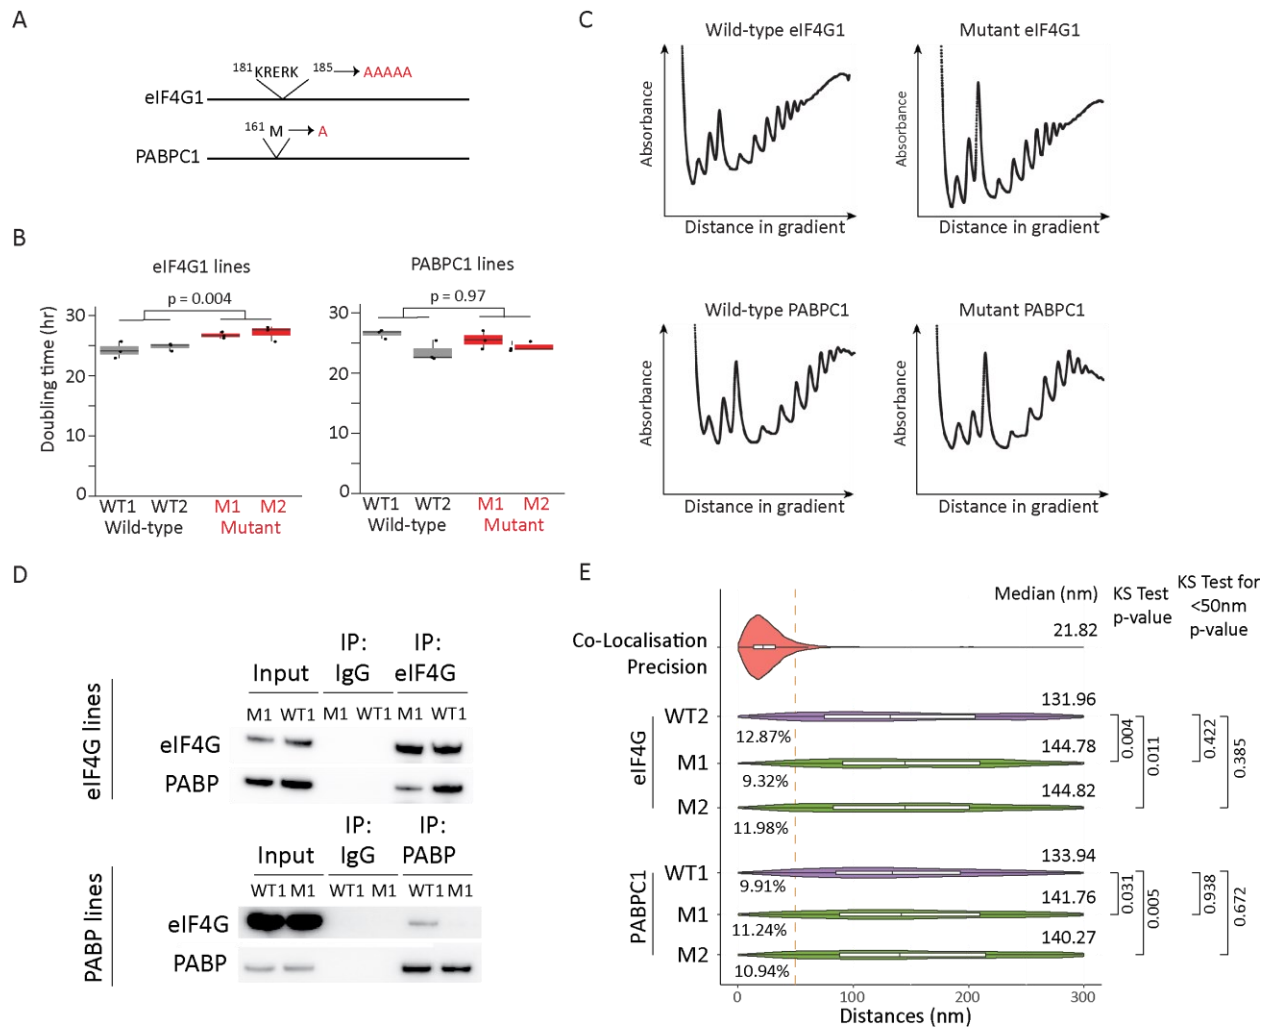 A
181KRERK 185 AAAAA
eIF4G1
161 M A
PABPC1
B
eIF4G1 lines
PABPC1 lines
p = 0.004
p = 0.97
Doubling time (hr)
30
20
10
0
30
20
10
0
WT1 WT2 M1 M2
Wild-type Mutant
WT1 WT2 M1 M2
Wild-type Mutant
C
Wild-type eIF4G1
Mutant eIF4G1
Absorbance
Absorbance
Distance in gradient
Distance in gradient
Wild-type PABPC1
Mutant PABPC1
Absorbance
Absorbance
Distance in gradient
Distance in gradient
D
eIF4G lines
Input
IP:
IgG
IP:
eIF4G
M1 WT1 M1 WT1 M1 WT1
eIF4G
PABP
PABP lines
Input
IP:
IgG
IP:
PABP
WT1 M1 WT1 M1 WT1 M1
eIF4G
PABP
E
Median (nm)
KS Test
p-value
KS Test for
<50nm
p-value
Co-Localisation
Precision
21.82
eIF4G
WT2
131.96
12.87%
M1
144.78
9.32%
M2
144.82
11.98%
0.004
0.011
0.422
0.385
PABPC1
WT1
133.94
9.91%
M1
141.76
11.24%
M2
140.27
10.94%
0.031
0.005
0.938
0.672
0 100 200 300
Distances (nm)